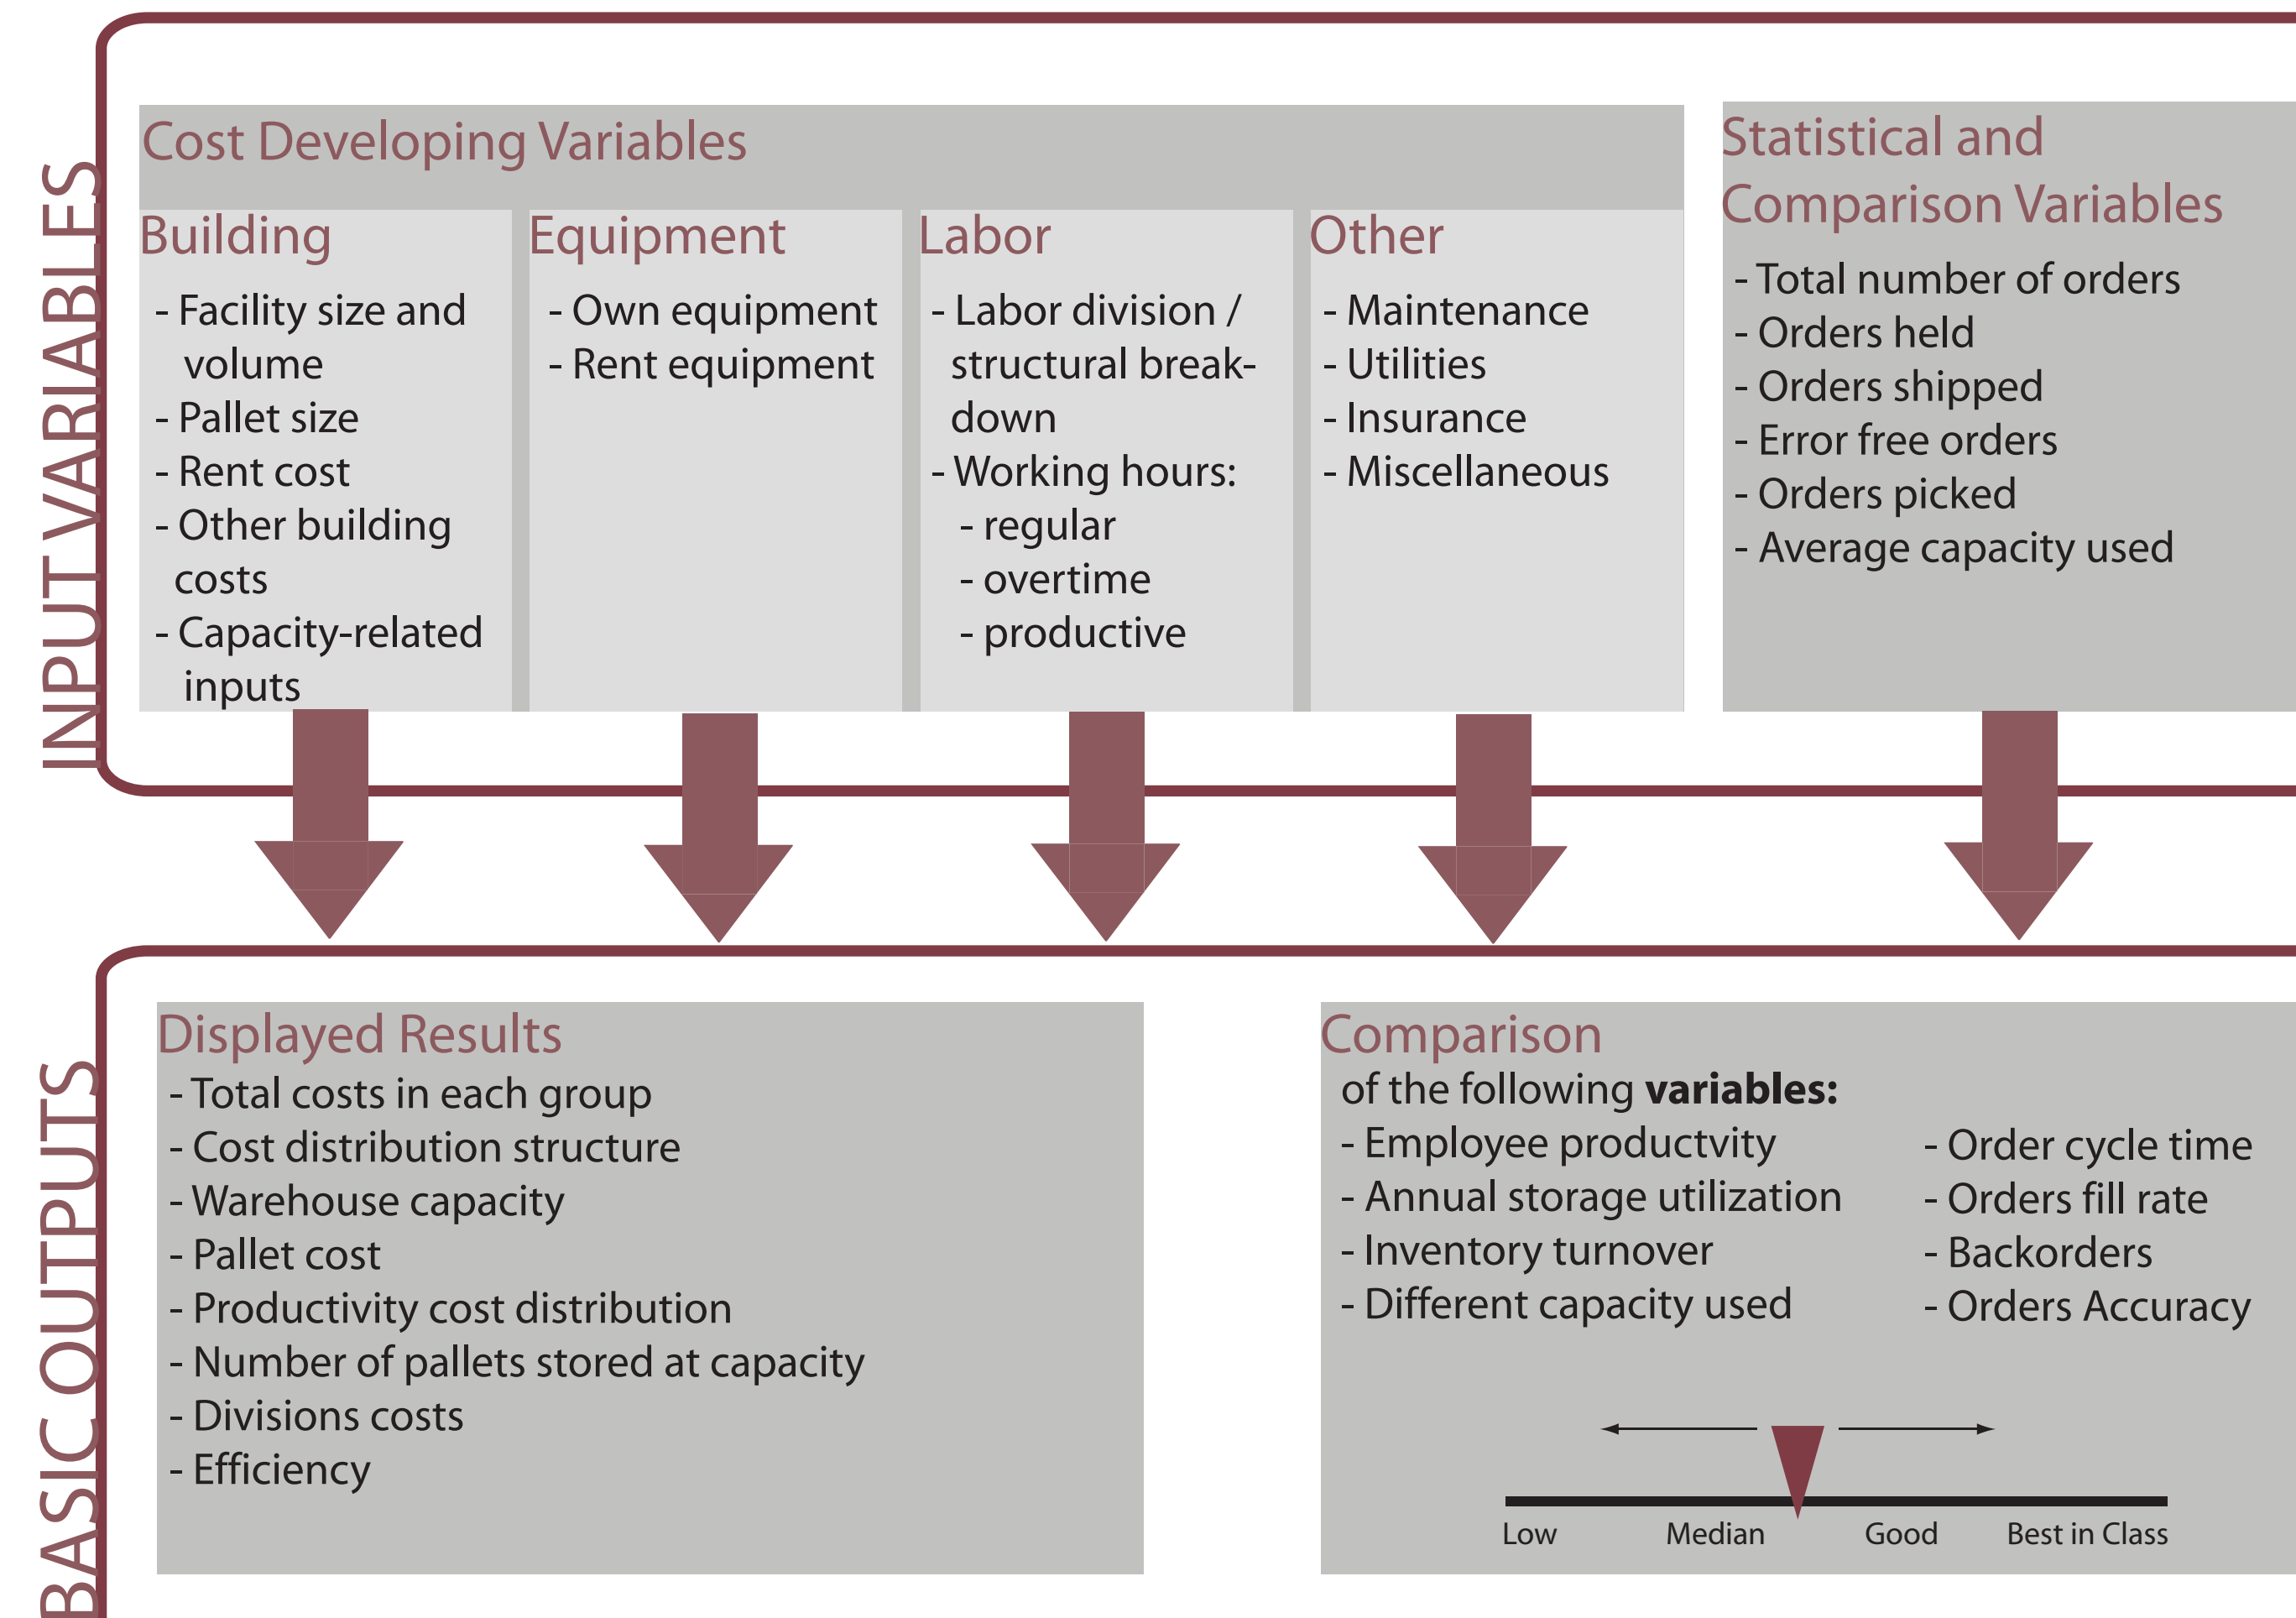 INPUT VARIABLES
Cost Developing Variables
Building
- Facility size and
volume
- Pallet size
- Rent cost
- Other building
costs
- Capacity-related
inputs
Equipment
- Own equipment
- Rent equipment
Labor
- Labor division /
structural break-
down
- Working hours:
- regular
- overtime
- productive
Other
- Maintenance
- Utilities
- Insurance
- Miscellaneous
Statistical and
Comparison Variables
- Total number of orders
- Orders held
- Orders shipped
- Error free orders
- Orders picked
- Average capacity used
BASIC OUTPUTS
Displayed Results
- Total costs in each group
- Cost distribution structure
- Warehouse capacity
- Pallet cost
- Productivity cost distribution
- Number of pallets stored at capacity
- Divisions costs
- Efficiency
Comparison
of the following variables:
- Employee productvity
- Annual storage utilization
- Inventory turnover
- Different capacity used
- Order cycle time
- Orders fill rate
- Backorders
- Orders Accuracy
Low Median Good Best in Class